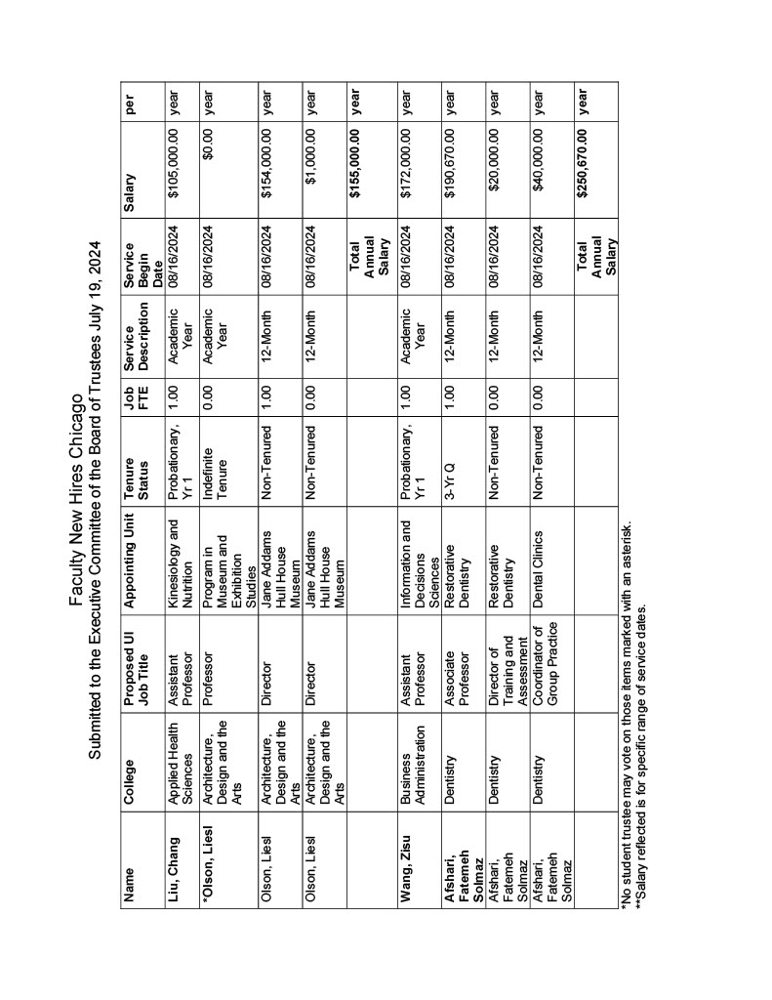 Faculty New Hires Chicago
Submitted to the Executive Committee of the Board of Trustees July 19, 2024
Name College Proposed UI Job Title Appointing Unit Tenure Status Job FTE Service Description Service Begin Date Salary per
Liu, Chang Applied Health Sciences Assistant Professor Kinesiology and Nutrition Probationary, Yr 1 1.00 Academic Year 08/16/2024 $105,000.00 year
*Olson, Liesl Architecture, Design and the Arts Professor Program in Museum and Exhibition Studies Indefinite Tenure 0.00 Academic Year 08/16/2024 $0.00 year
Olson, Liesl Architecture, Design and the Arts Director Jane Addams Hull House Museum Non-Tenured 1.00 12-Month 08/16/2024 $154,000.00 year
Olson, Liesl Architecture, Design and the Arts Director Jane Addams Hull House Museum Non-Tenured 0.00 12-Month 08/16/2024 $1,000.00 year
Total Annual Salary $155,000.00 year
Wang, Zisu Business Administration Assistant Professor Information and Decisions Sciences Probationary, Yr 1 1.00 Academic Year 08/16/2024 $172,000.00 year
Afshari, Fatemeh Solmaz Dentistry Associate Professor Restorative Dentistry 3-Yr Q 1.00 12-Month 08/16/2024 $190,670.00 year
Afshari, Fatemeh Solmaz Dentistry Director of Training and Assessment Restorative Dentistry Non-Tenured 0.00 12-Month 08/16/2024 $20,000.00 year
Afshari, Fatemeh Solmaz Dentistry Coordinator of Group Practice Dental Clinics Non-Tenured 0.00 12-Month 08/16/2024 $40,000.00 year
Total Annual Salary $250,670.00 year
*No student trustee may vote on those items marked with an asterisk.
**Salary reflected is for specific range of service dates.